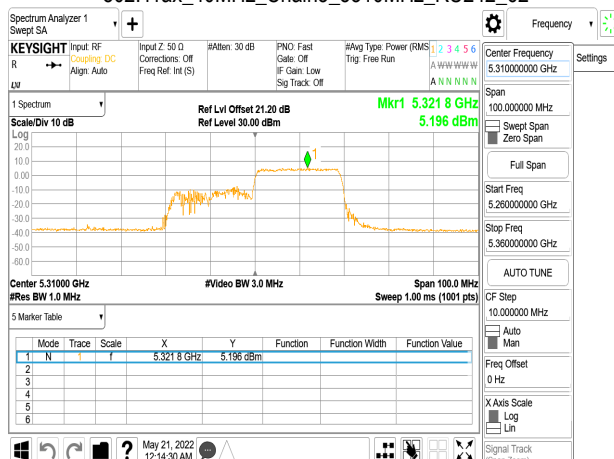 Spectrum Analyzer 1
Swept SA
Frequency
Settings
KEYSIGHT
R
Input: RF
Coupling: DC
Align: Auto
Input Z: 50 Ω
Corrections: Off
Freq Ref: Int (S)
#Atten: 30 dB
PNO: Fast
Gate: Off
IF Gain: Low
Sig Track: Off
#Avg Type: Power (RMS
Trig: Free Run
1 2 3 4 5 6
A W W W W W
A N N N N N
Center Frequency
5.310000000 GHz
Span
100.000000 MHz
Swept Span
Zero Span
Full Span
Start Freq
5.260000000 GHz
Stop Freq
5.360000000 GHz
AUTO TUNE
CF Step
10.000000 MHz
Auto
Man
Freq Offset
0 Hz
X Axis Scale
Log
Lin
Signal Track
1 Spectrum
Scale/Div 10 dB
Ref Lvl Offset 21.20 dB
Ref Level 30.00 dBm
Mkr1 5.321 8 GHz
5.196 dBm
Log
20.0
10.0
0.00
-10.0
-20.0
-30.0
-40.0
-50.0
-60.0
1
Center 5.31000 GHz
#Res BW 1.0 MHz
#Video BW 3.0 MHz
Span 100.0 MHz
Sweep 1.00 ms (1001 pts)
5 Marker Table
Mode Trace Scale X Y Function Function Width Function Value
1 N 1 f 5.321 8 GHz 5.196 dBm
2
3
4
5
6
May 21, 2022
12:14:30 AM